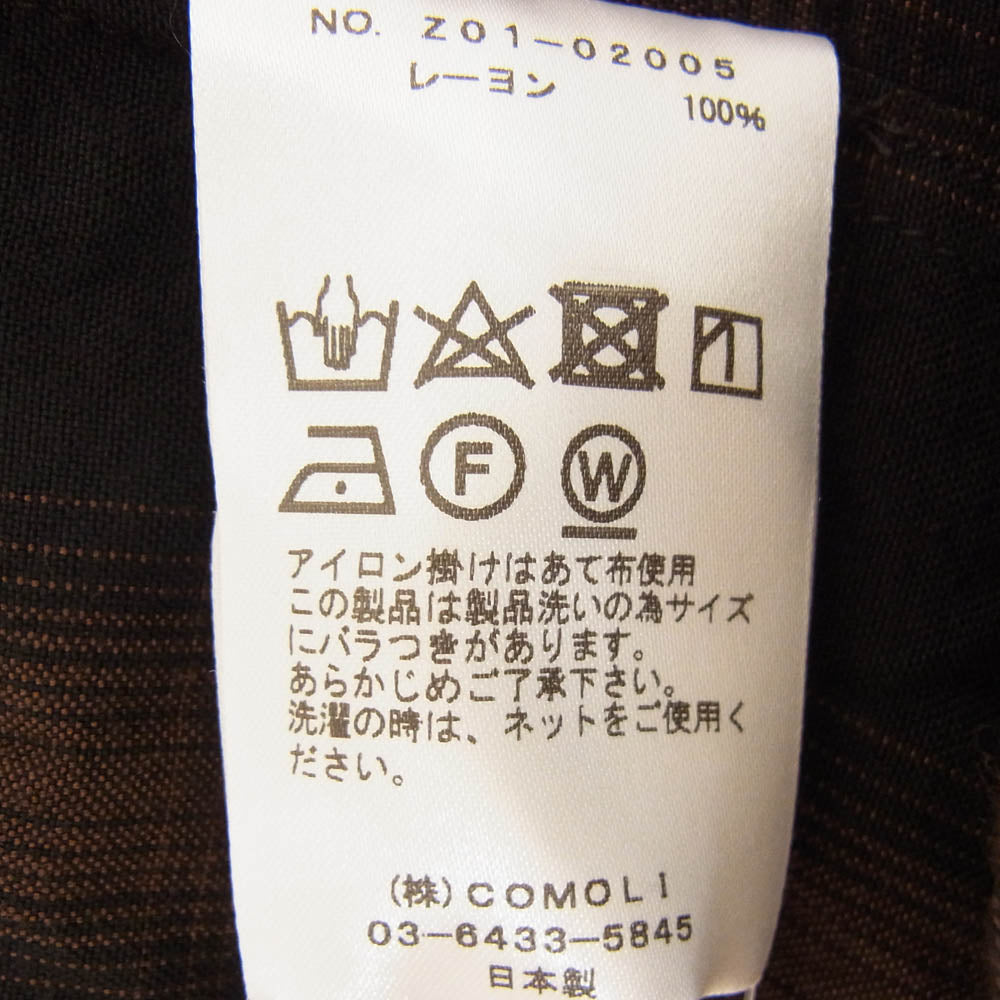 NO. Z01-02005
レーヨン 100%
F W
アイロン掛けはあて布使用
この製品は製品洗いの為サイズ
にバラつきがあります。
あらかじめご了承下さい。
洗濯の時は、ネットをご使用く
ださい。
(株)COMOLI
03-6433-5845
日本製